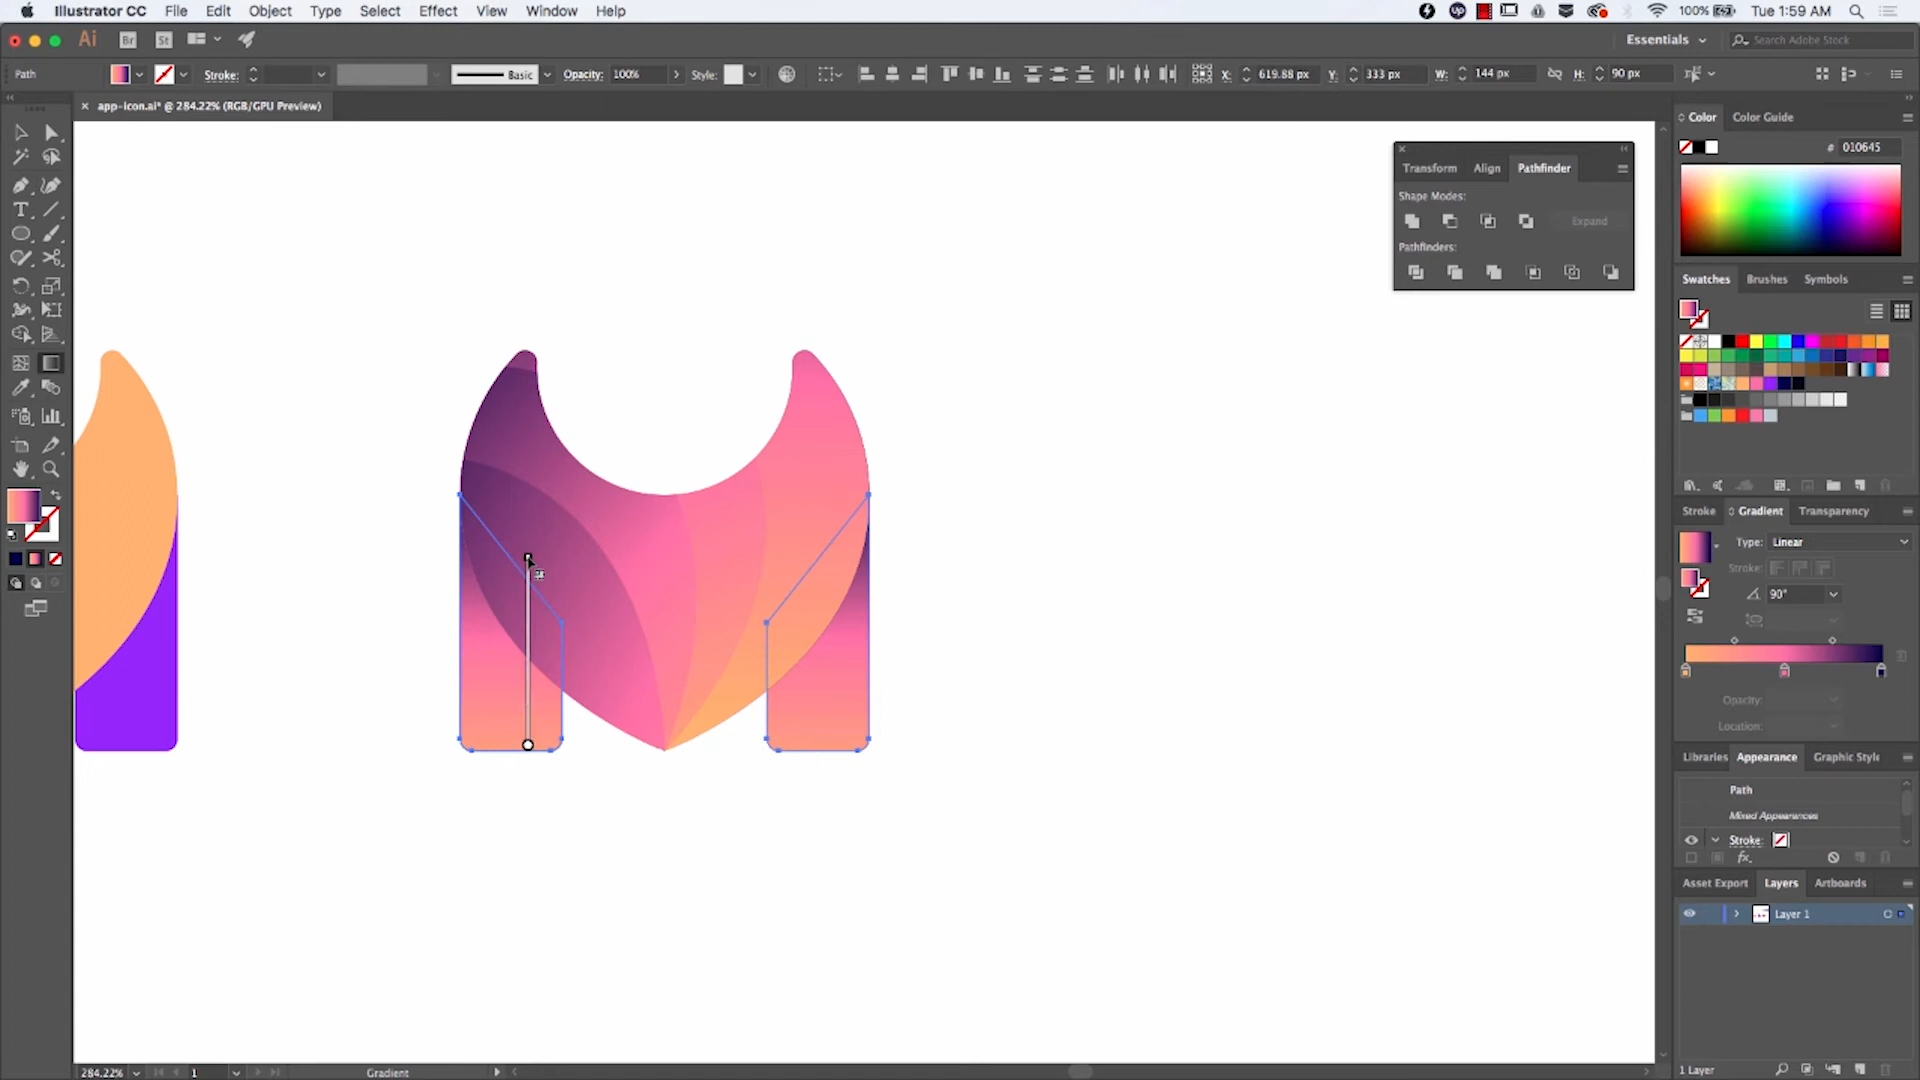 Illustrator CC File Edit Object Type Select Effect View Window Help
100% Tue 1:59 AM
Ai Br St Essentials Search Adobe Stock
Path Stroke: Basic Opacity: 100% Style: X: 619.88 px Y: 333 px W: 144 px H: 90 px
app-icon.ai* @ 284.22% (RGB/GPU Preview)
Color Color Guide
# 010645
Transform Align Pathfinder
Shape Modes:
Expand
Pathfinders:
Swatches Brushes Symbols
Stroke Gradient Transparency
Type: Linear
Stroke:
90°
Opacity:
Location:
Libraries Appearance Graphic Style
Path
Mixed Appearances
Stroke:
fx
Asset Export Layers Artboards
Layer 1
284.22% 1 Gradient
1 Layer